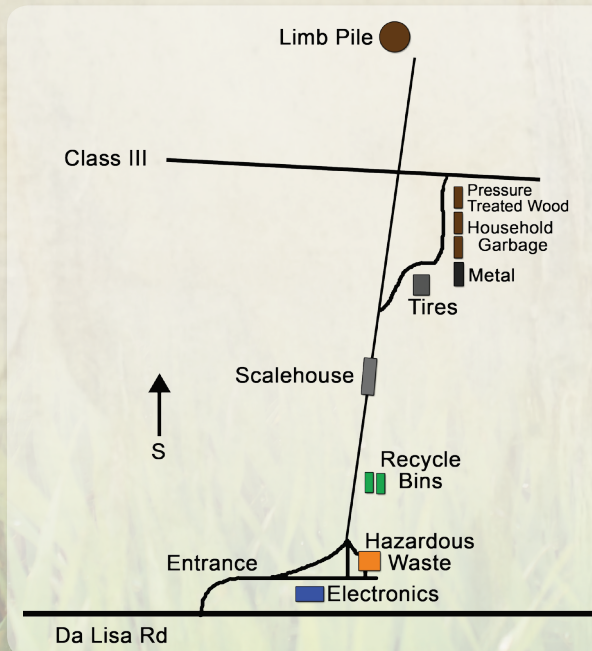 Limb Pile
Class III
Pressure
Treated Wood
Household
Garbage
Metal
Tires
Scalehouse
S
Recycle
Bins
Hazardous
Waste
Entrance
Electronics
Da Lisa Rd